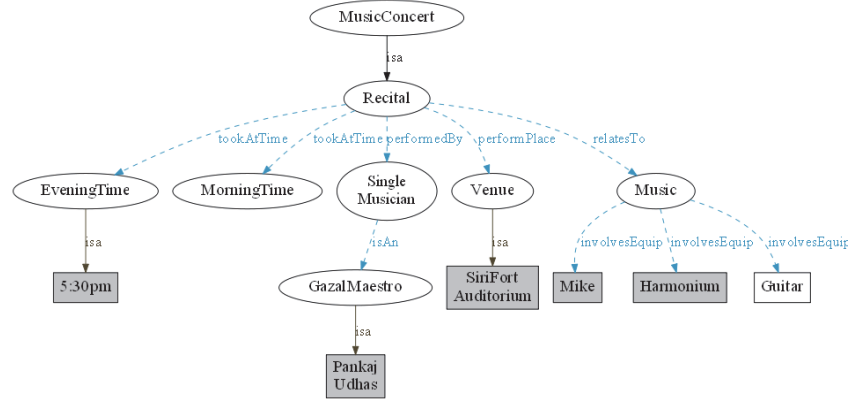 MusicConcert
isa
Recital
tookAtTime
tookAtTime
performedBy
performPlace
relatesTo
EveningTime
MorningTime
Single
Musician
Venue
Music
isa
isAn
isa
involvesEquip
involvesEquip
involvesEquip
5:30pm
GazalMaestro
SiriFort
Auditorium
Mike
Harmonium
Guitar
isa
Pankaj
Udhas